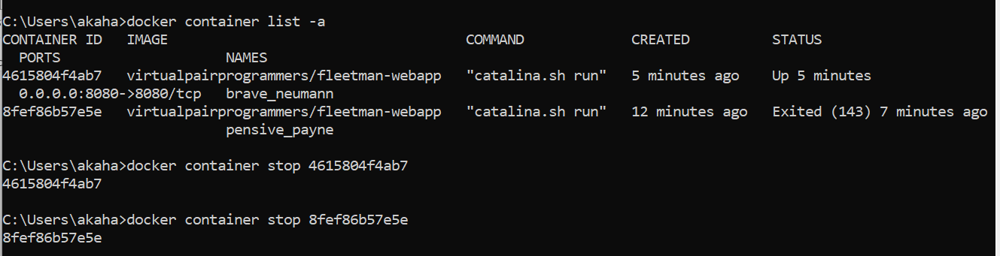 C:\Users\akaha>docker container list -a
CONTAINER ID   IMAGE                                 COMMAND             CREATED          STATUS
  PORTS                    NAMES
4615804f4ab7   virtualpairprogrammers/fleetman-webapp   "catalina.sh run"   5 minutes ago    Up 5 minutes
  0.0.0.0:8080->8080/tcp   brave_neumann
8fef86b57e5e   virtualpairprogrammers/fleetman-webapp   "catalina.sh run"   12 minutes ago   Exited (143) 7 minutes ago
                           pensive_payne
C:\Users\akaha>docker container stop 4615804f4ab7
4615804f4ab7
C:\Users\akaha>docker container stop 8fef86b57e5e
8fef86b57e5e